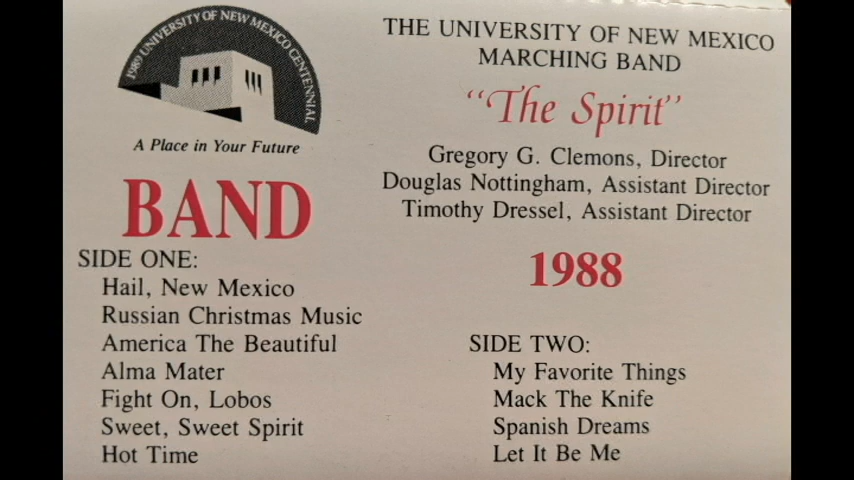 1989 UNIVERSITY OF NEW MEXICO CENTENNIAL
A Place in Your Future
BAND
SIDE ONE:
Hail, New Mexico
Russian Christmas Music
America The Beautiful
Alma Mater
Fight On, Lobos
Sweet, Sweet Spirit
Hot Time
THE UNIVERSITY OF NEW MEXICO
MARCHING BAND
"The Spirit"
Gregory G. Clemons, Director
Douglas Nottingham, Assistant Director
Timothy Dressel, Assistant Director
1988
SIDE TWO:
My Favorite Things
Mack The Knife
Spanish Dreams
Let It Be Me